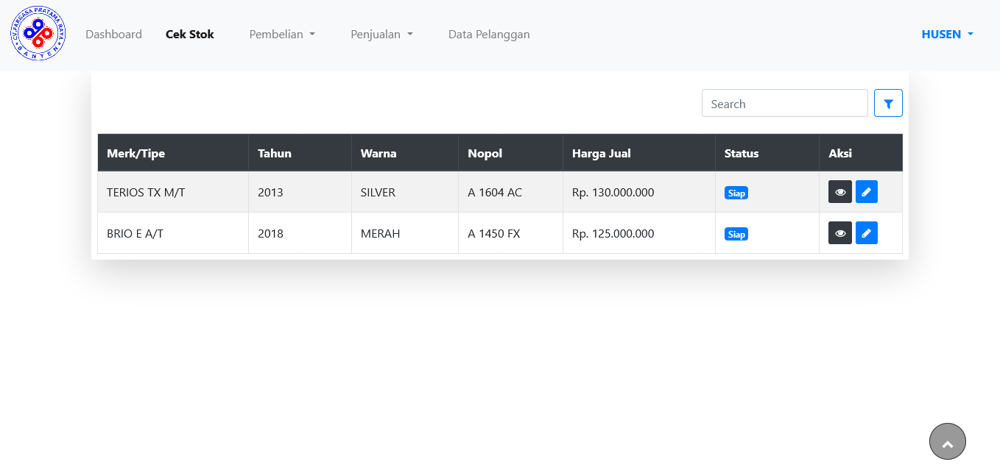 CV.FARGASA PRATAMA RAYA
BANTEN
Dashboard Cek Stok Pembelian Penjualan Data Pelanggan HUSEN
Search
Merk/Tipe Tahun Warna Nopol Harga Jual Status Aksi
TERIOS TX M/T 2013 SILVER A 1604 AC Rp. 130.000.000 Siap
BRIO E A/T 2018 MERAH A 1450 FX Rp. 125.000.000 Siap